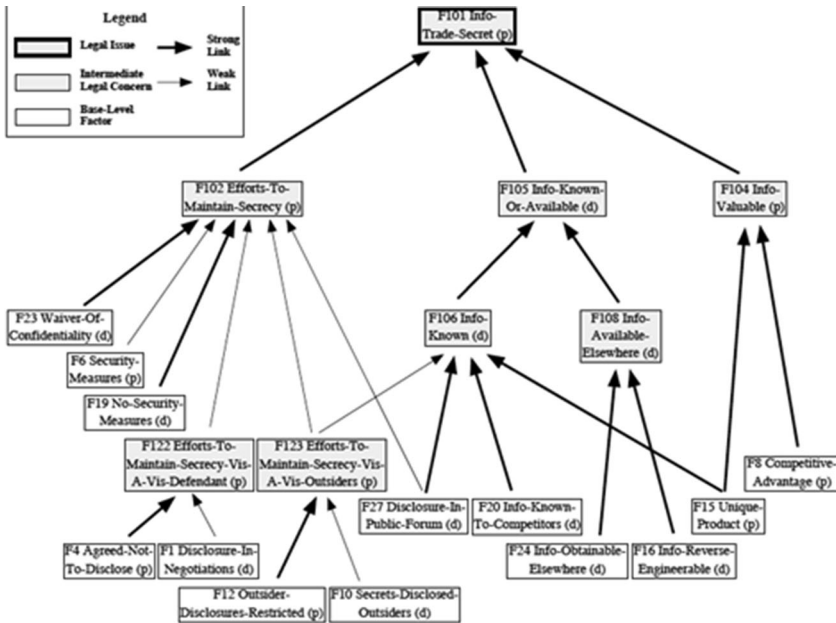 Legend
Legal Issue
Strong
Link
Intermediate
Legal Concern
Weak
Link
Base-Level
Factor
F101 Info-
Trade-Secret (p)
F102 Efforts-To-
Maintain-Secrecy (p)
F105 Info-Known-
Or-Available (d)
F104 Info-
Valuable (p)
F23 Waiver-Of-
Confidentiality (d)
F106 Info-
Known (d)
F108 Info-
Available-
Elsewhere (d)
F6 Security-
Measures (p)
F19 No-Security-
Measures (d)
F122 Efforts-To-
Maintain-Secrecy-Vis-
A-Vis-Defendant (p)
F123 Efforts-To-
Maintain-Secrecy-Vis-
A-Vis-Outsiders (p)
F8 Competitive-
Advantage (p)
F27 Disclosure-In-
Public-Forum (d)
F20 Info-Known-
To-Competitors (d)
F15 Unique-
Product (p)
F4 Agreed-Not-
To-Disclose (p)
F1 Disclosure-In-
Negotiations (d)
F24 Info-Obtainable-
Elsewhere (d)
F16 Info-Reverse-
Engineerable (d)
F12 Outsider-
Disclosures-Restricted (p)
F10 Secrets-Disclosed-
Outsiders (d)